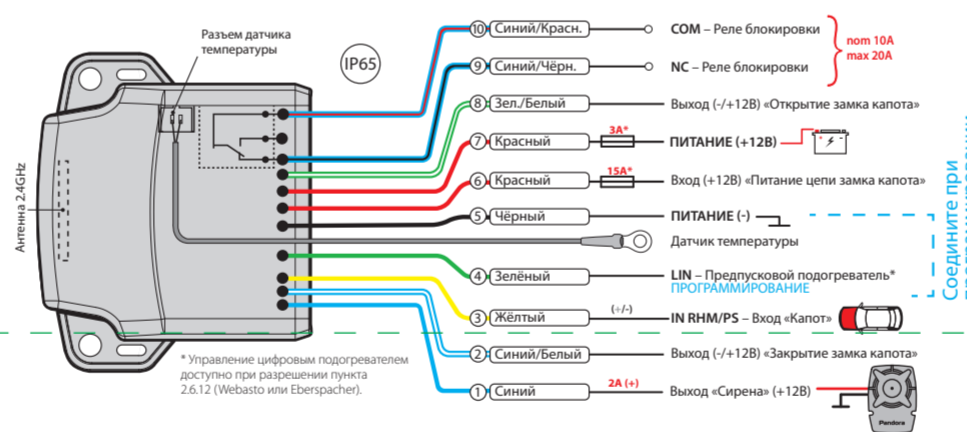 Разъем датчика
температуры
IP65
Антенна 2.4GHz
10 Синий/Красн. COM – Реле блокировки
nom 10A
max 20A
9 Синий/Чёрн. NC – Реле блокировки
8 Зел./Белый Выход (-/+12В) «Открытие замка капота»
7 Красный 3А* ПИТАНИЕ (+12В)
6 Красный 15А* Вход (+12В) «Питание цепи замка капота»
5 Чёрный ПИТАНИЕ (-)
Датчик температуры
4 Зелёный LIN – Предпусковой подогреватель*
ПРОГРАММИРОВАНИЕ
3 Жёлтый (+/-) IN RHM/PS – Вход «Капот»
2 Синий/Белый Выход (-/+12В) «Закрытие замка капота»
1 Синий 2А (+) Выход «Сирена» (+12В)
Pandora
Соедините при
* Управление цифровым подогревателем
доступно при разрешении пункта
2.6.12 (Webasto или Eberspacher).